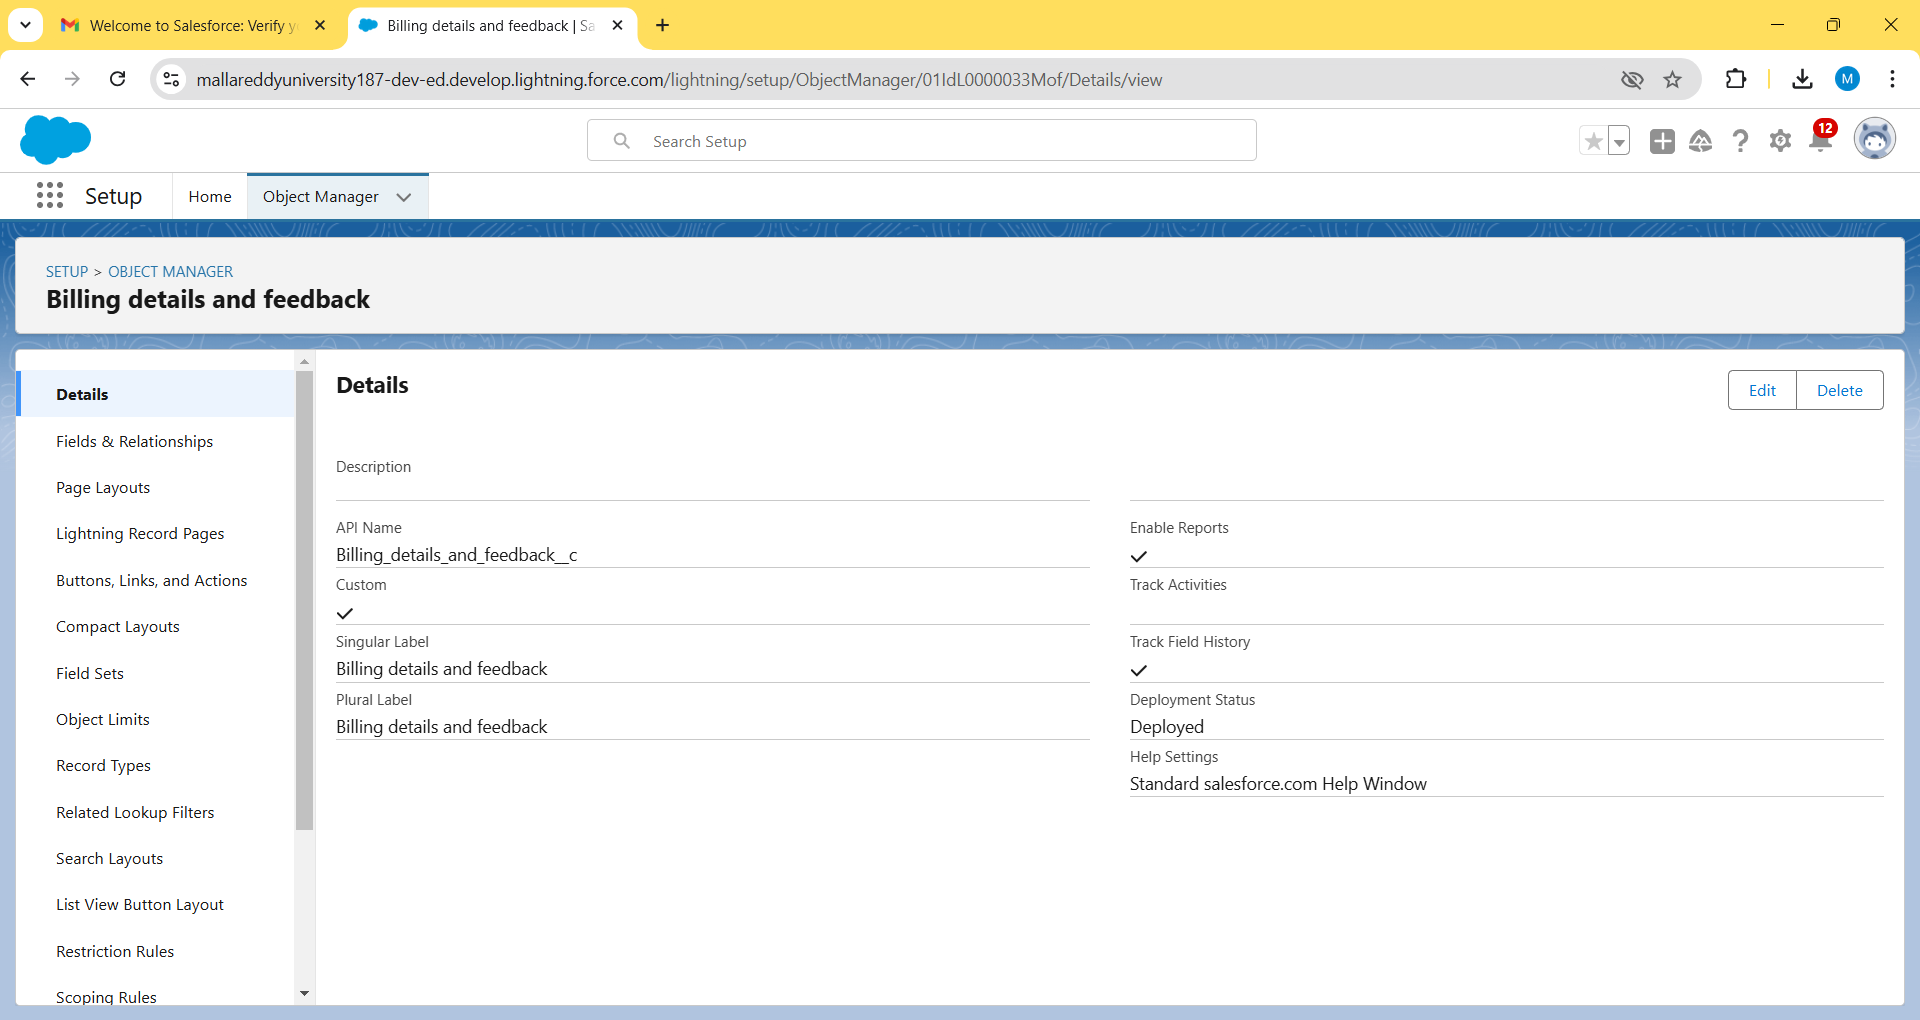 Welcome to Salesforce: Verify y
Billing details and feedback | Sa
mallareddyuniversity187-dev-ed.develop.lightning.force.com/lightning/setup/ObjectManager/01IdL0000033Mof/Details/view
M
Search Setup
12
Setup
Home
Object Manager
SETUP > OBJECT MANAGER
Billing details and feedback
Details
Fields & Relationships
Page Layouts
Lightning Record Pages
Buttons, Links, and Actions
Compact Layouts
Field Sets
Object Limits
Record Types
Related Lookup Filters
Search Layouts
List View Button Layout
Restriction Rules
Scoping Rules
Details
Edit
Delete
Description
API Name
Billing_details_and_feedback__c
Custom
Singular Label
Billing details and feedback
Plural Label
Billing details and feedback
Enable Reports
Track Activities
Track Field History
Deployment Status
Deployed
Help Settings
Standard salesforce.com Help Window